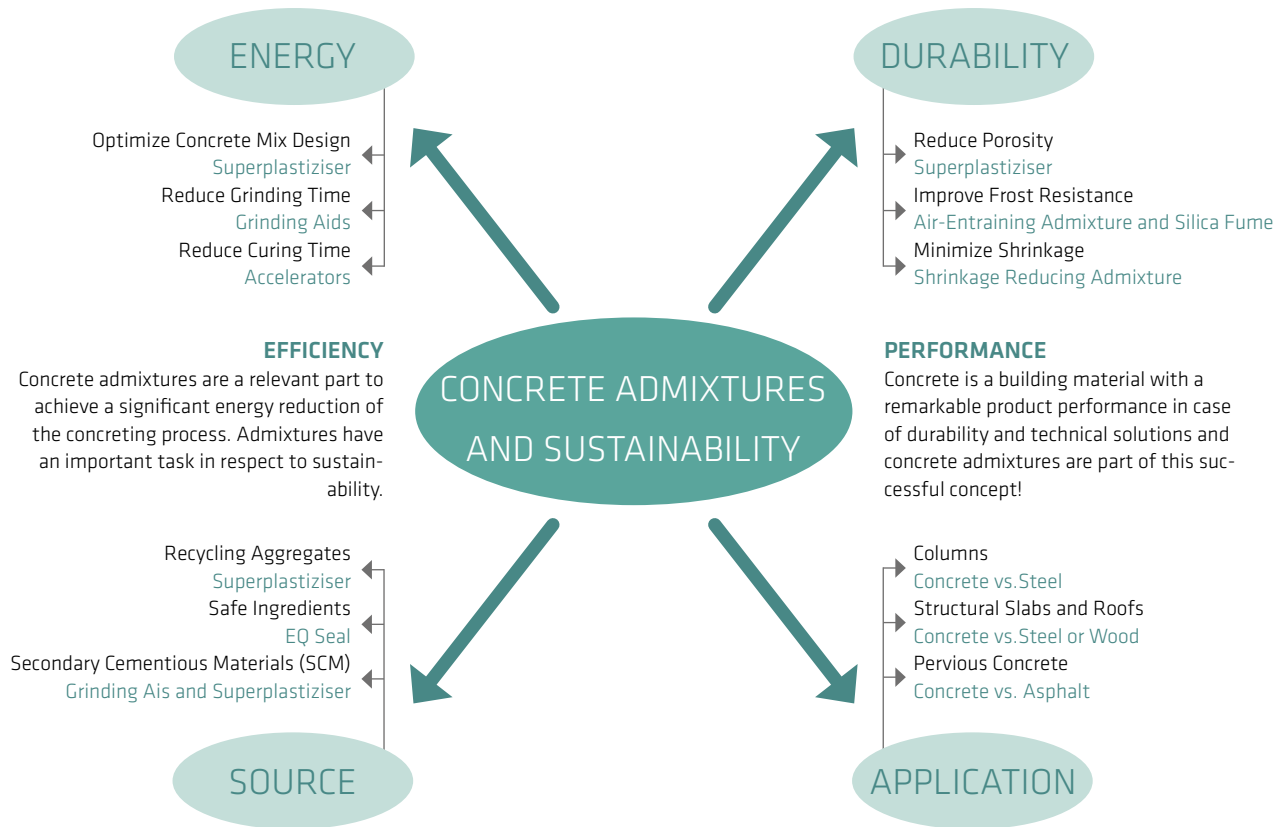 ENERGY
Optimize Concrete Mix Design
Superplastiziser
Reduce Grinding Time
Grinding Aids
Reduce Curing Time
Accelerators
DURABILITY
Reduce Porosity
Superplastiziser
Improve Frost Resistance
Air-Entraining Admixture and Silica Fume
Minimize Shrinkage
Shrinkage Reducing Admixture
EFFICIENCY
Concrete admixtures are a relevant part to
achieve a significant energy reduction of
the concreting process. Admixtures have
an important task in respect to sustain-
ability.
CONCRETE ADMIXTURES
AND SUSTAINABILITY
PERFORMANCE
Concrete is a building material with a
remarkable product performance in case
of durability and technical solutions and
concrete admixtures are part of this suc-
cessful concept!
Recycling Aggregates
Superplastiziser
Safe Ingredients
EQ Seal
Secondary Cementious Materials (SCM)
Grinding Ais and Superplastiziser
SOURCE
Columns
Concrete vs.Steel
Structural Slabs and Roofs
Concrete vs.Steel or Wood
Pervious Concrete
Concrete vs. Asphalt
APPLICATION